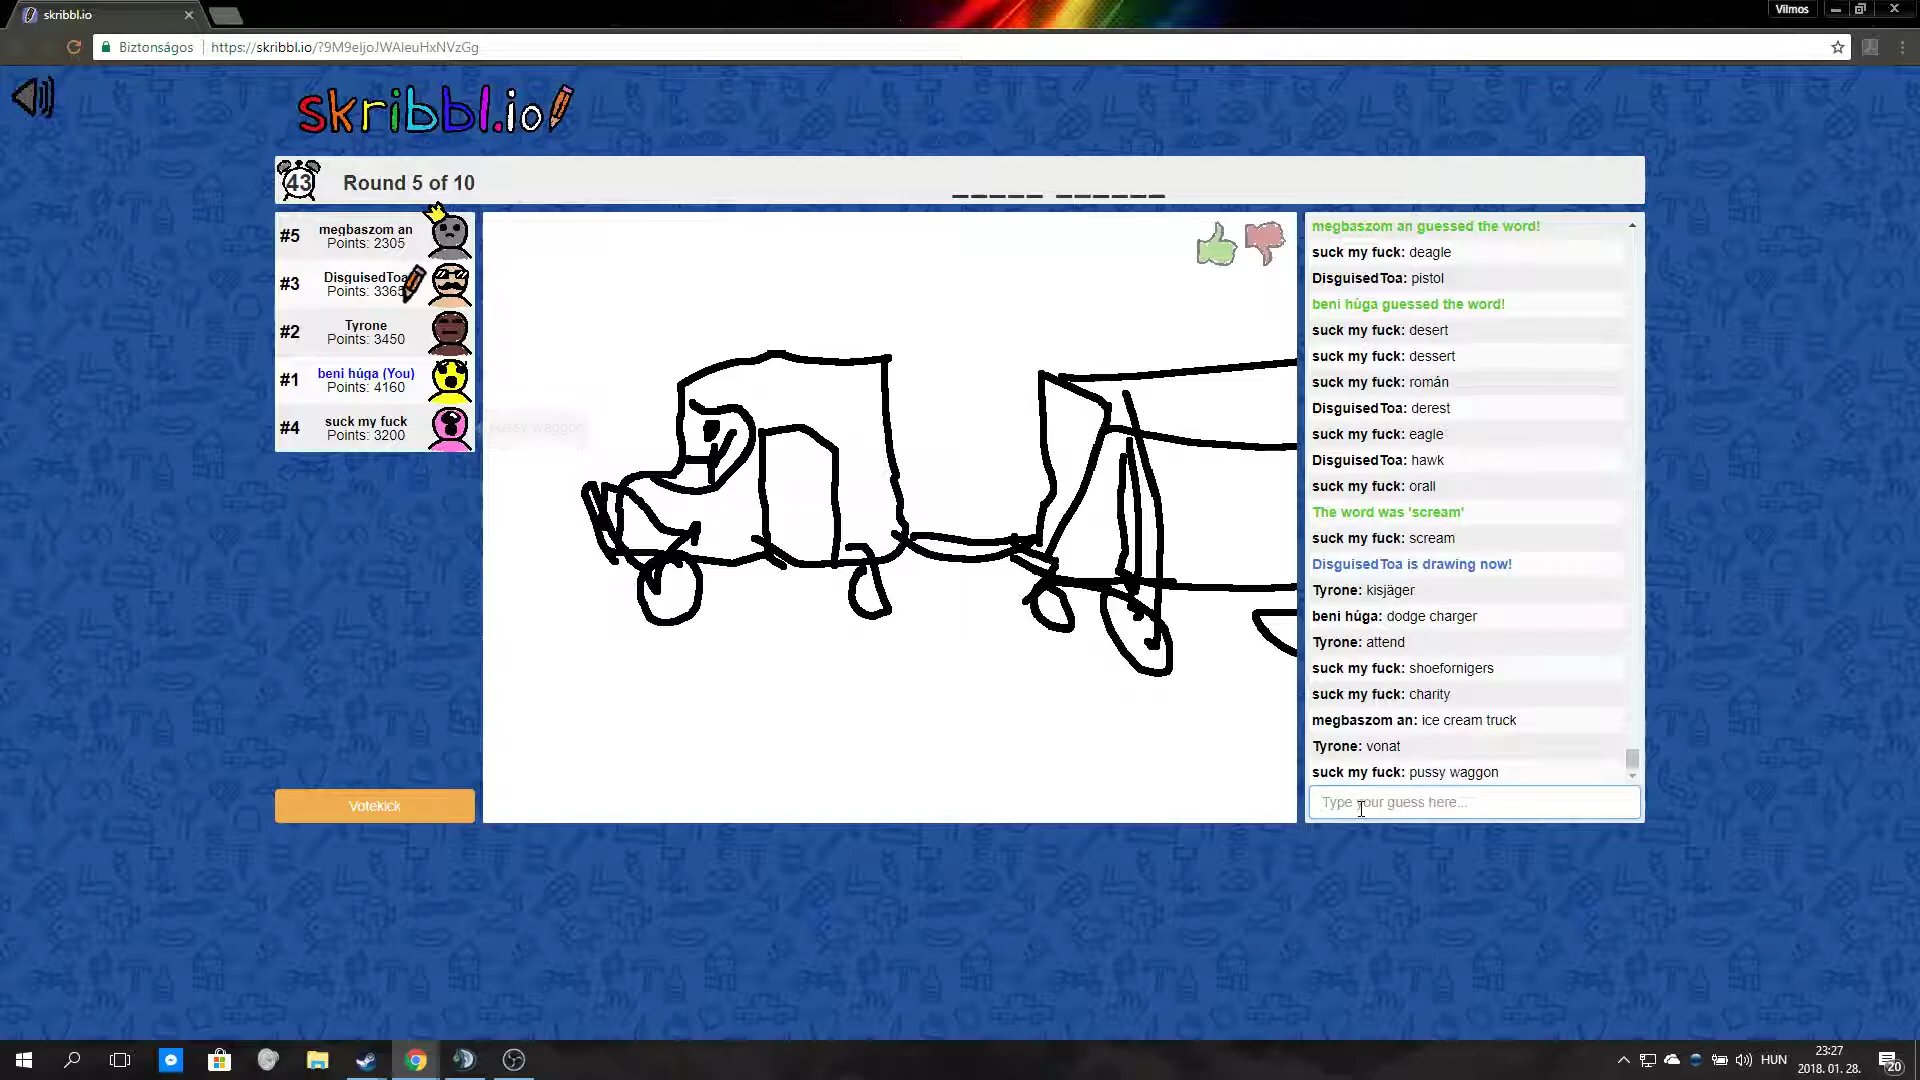 skribbl.io
Vilmos
Biztonságos
https://skribbl.io/?9M9eIjoJWAleuHxNVzGg
skribbl.io
43
Round 5 of 10
_____ ______
#5
megbaszom an
Points: 2305
#3
DisguisedToa
Points: 3365
#2
Tyrone
Points: 3450
#1
beni húga (You)
Points: 4160
#4
suck my fuck
Points: 3200
pussy waggon
Votekick
megbaszom an guessed the word!
suck my fuck: deagle
DisguisedToa: pistol
beni húga guessed the word!
suck my fuck: desert
suck my fuck: dessert
suck my fuck: román
DisguisedToa: derest
suck my fuck: eagle
DisguisedToa: hawk
suck my fuck: orall
The word was 'scream'
suck my fuck: scream
DisguisedToa is drawing now!
Tyrone: kisjäger
beni húga: dodge charger
Tyrone: attend
suck my fuck: shoefornigers
suck my fuck: charity
megbaszom an: ice cream truck
Tyrone: vonat
suck my fuck: pussy waggon
Type your guess here...
HUN
23:27
2018. 01. 28.
20